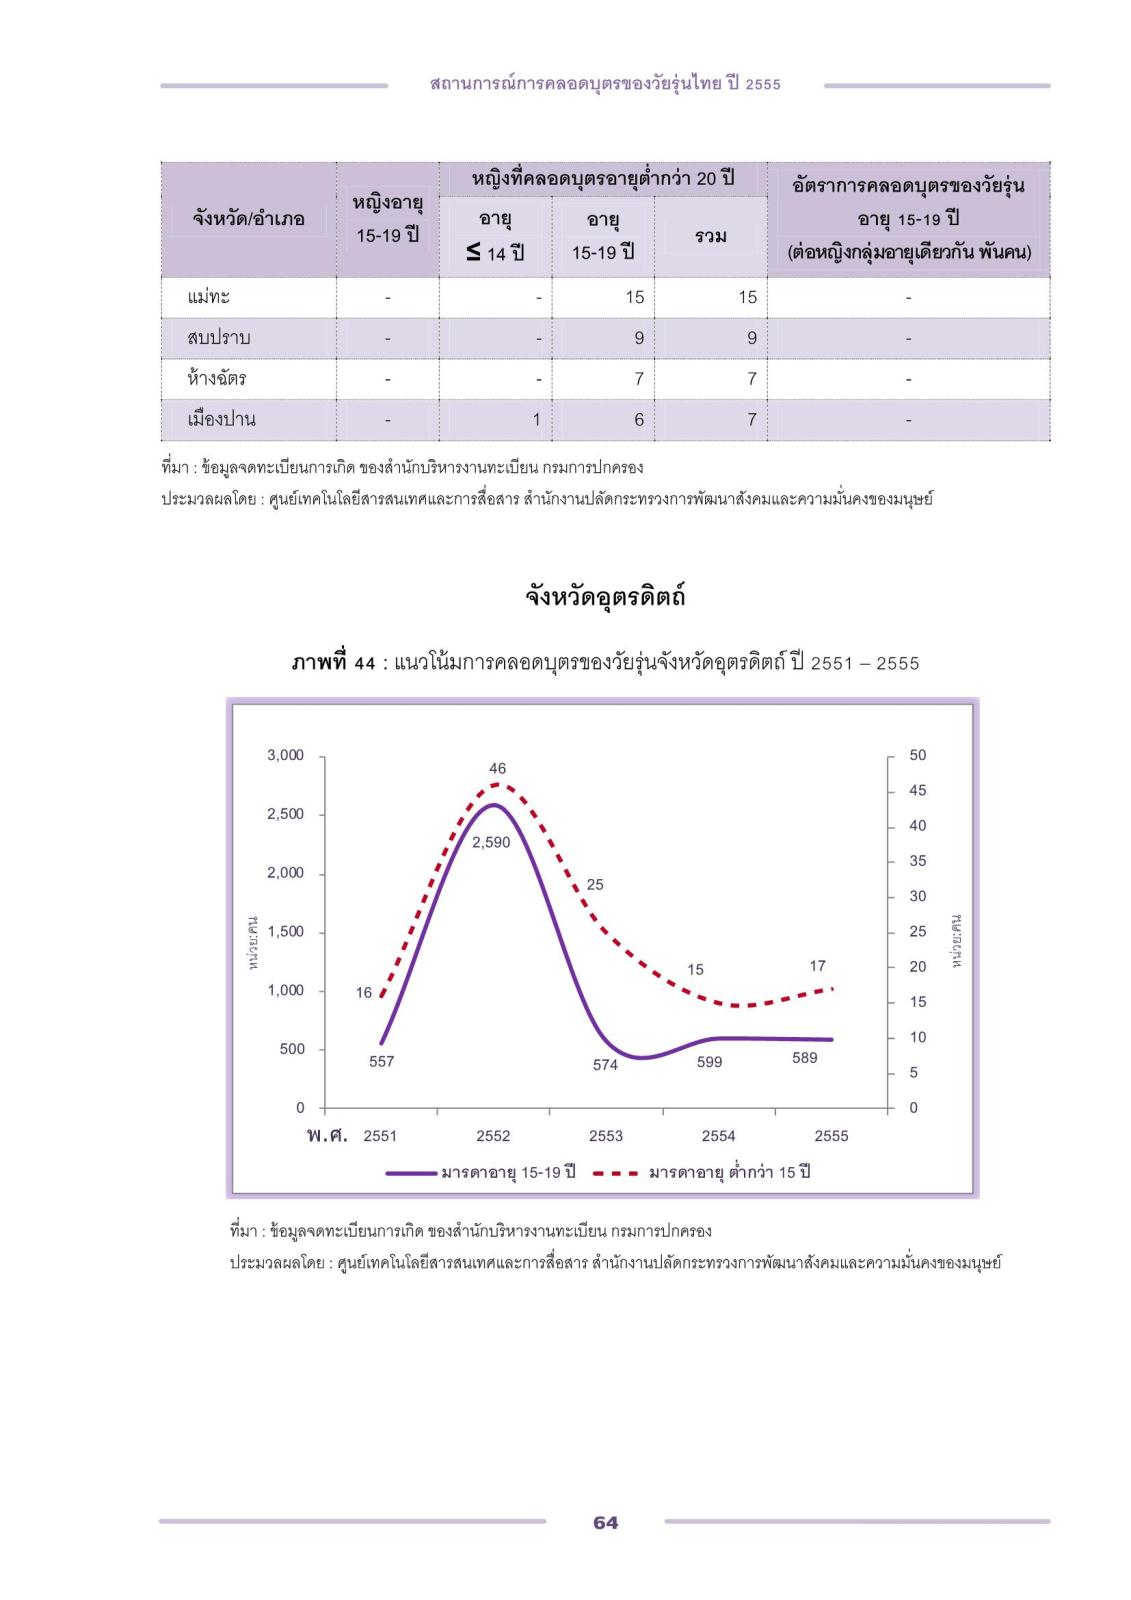 สถานการณ์การคลอดบุตรของวัยรุ่นไทย ปี 2555
จังหวัด/อำเภอ
หญิงอายุ
15-19 ปี
หญิงที่คลอดบุตรอายุต่ำกว่า 20 ปี
อายุ
≤ 14 ปี
อายุ
15-19 ปี
รวม
อัตราการคลอดบุตรของวัยรุ่น
อายุ 15-19 ปี
(ต่อหญิงกลุ่มอายุเดียวกัน พันคน)
แม่ทะ - - 15 15 -
สบปราบ - - 9 9 -
ห้างฉัตร - - 7 7 -
เมืองปาน - 1 6 7 -
ที่มา : ข้อมูลจดทะเบียนการเกิด ของสำนักบริหารงานทะเบียน กรมการปกครอง
ประมวลผลโดย : ศูนย์เทคโนโลยีสารสนเทศและการสื่อสาร สำนักงานปลัดกระทรวงการพัฒนาสังคมและความมั่นคงของมนุษย์
จังหวัดอุตรดิตถ์
ภาพที่ 44 : แนวโน้มการคลอดบุตรของวัยรุ่นจังหวัดอุตรดิตถ์ ปี 2551 – 2555
หน่วย:คน
3,000
2,500
2,000
1,500
1,000
500
0
46
2,590
25
16
15
17
557
574
599
589
50
45
40
35
30
25
20
15
10
5
0
หน่วย:คน
พ.ศ. 2551 2552 2553 2554 2555
มารดาอายุ 15-19 ปี มารดาอายุ ต่ำกว่า 15 ปี
ที่มา : ข้อมูลจดทะเบียนการเกิด ของสำนักบริหารงานทะเบียน กรมการปกครอง
ประมวลผลโดย : ศูนย์เทคโนโลยีสารสนเทศและการสื่อสาร สำนักงานปลัดกระทรวงการพัฒนาสังคมและความมั่นคงของมนุษย์
64